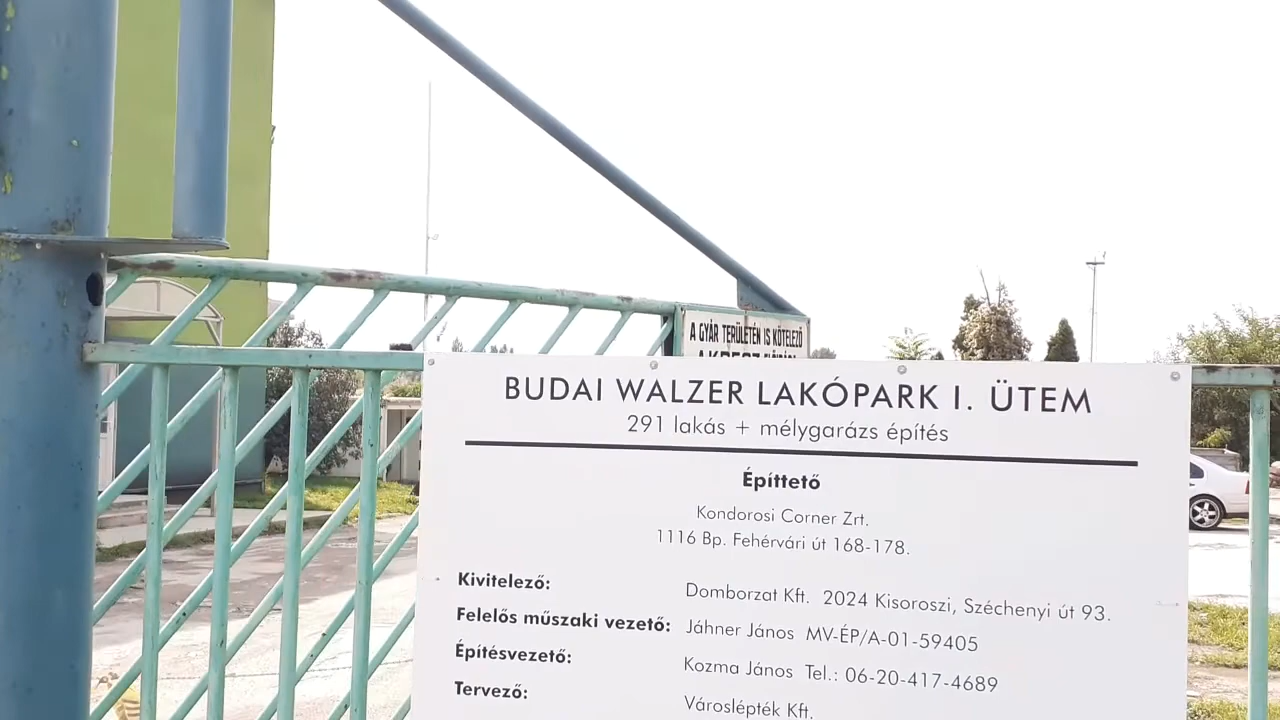 A GYÁR TERÜLETÉN IS KÖTELEZŐ
BUDAI WALZER LAKÓPARK I. ÜTEM
291 lakás + mélygarázs építés
Építtető
Kondorosi Corner Zrt.
1116 Bp. Fehérvári út 168-178.
Kivitelező: Domborzat Kft. 2024 Kisoroszi, Széchenyi út 93.
Felelős műszaki vezető: Jáhner János MV-ÉP/A-01-59405
Építésvezető: Kozma János Tel.: 06-20-417-4689
Tervező: Városlépték Kft.